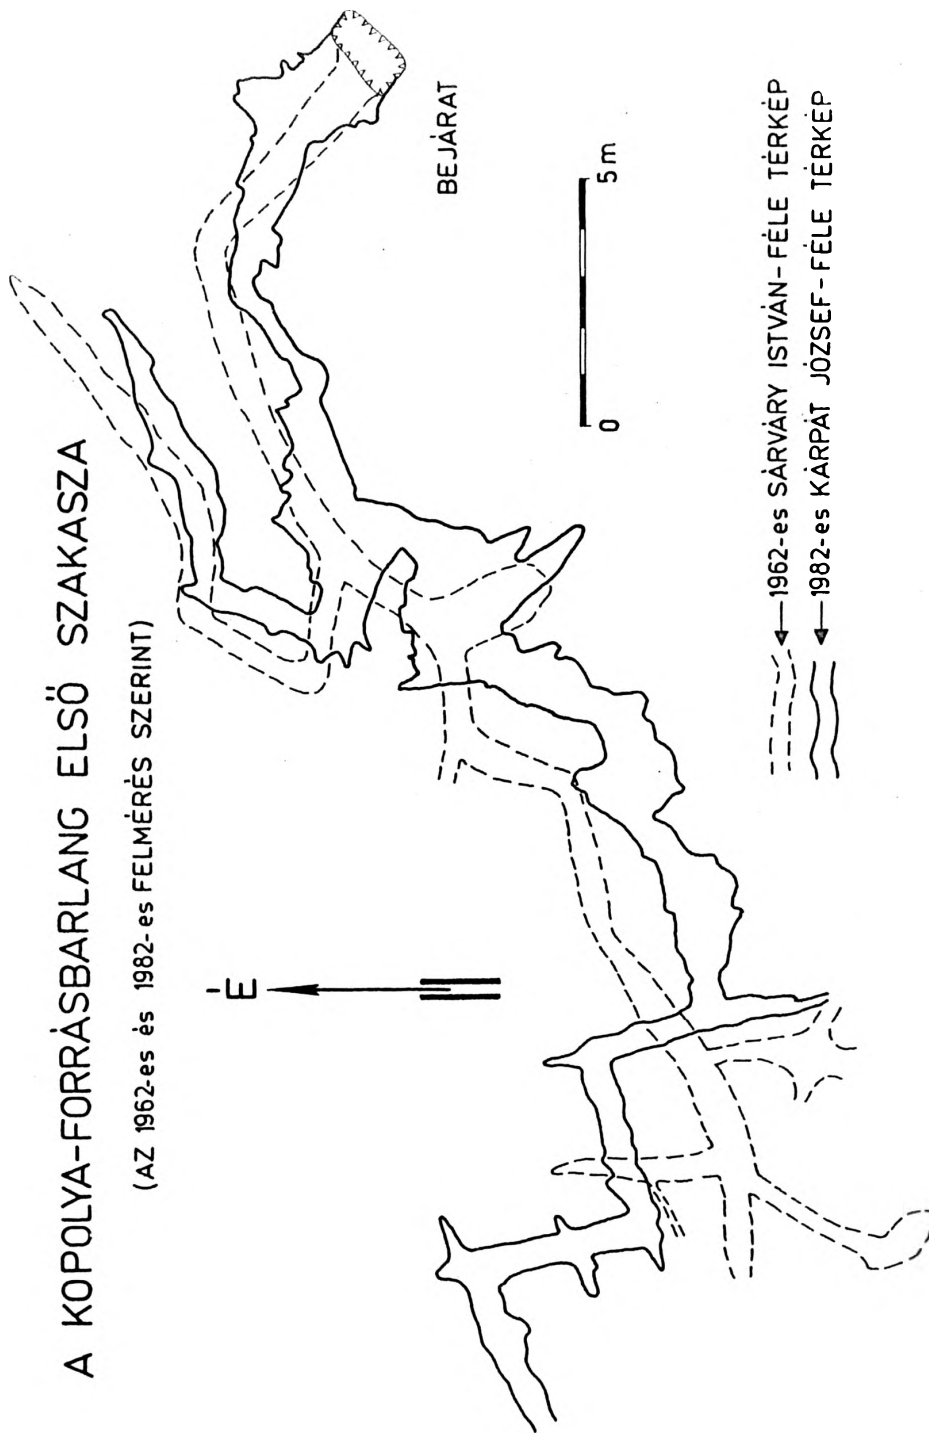 A KOPOLYA-FORRÁSBARLANG ELSŐ SZAKASZA
(AZ 1962-es és 1982-es FELMÉRÉS SZERINT)
É
BEJÁRAT
0 5 m
1962-es SÁRVÁRY ISTVÁN-FÉLE TÉRKÉP
1982-es KÁRPÁT JÓZSEF-FÉLE TÉRKÉP